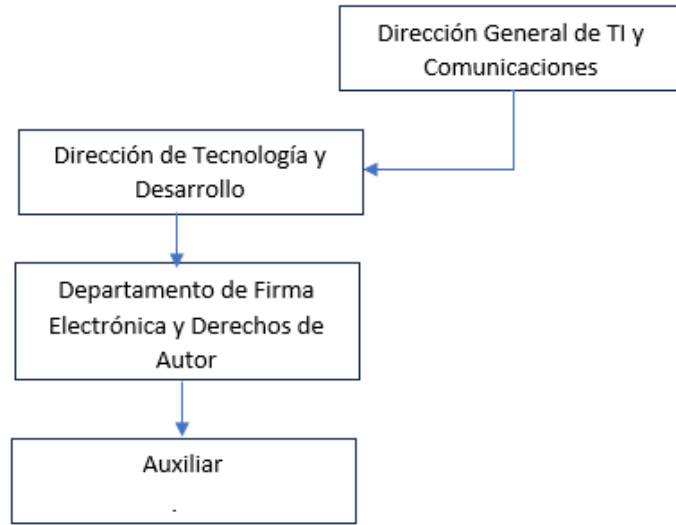 Dirección General de TI y
Comunicaciones
Dirección de Tecnología y
Desarrollo
Departamento de Firma
Electrónica y Derechos de
Autor
Auxiliar
.